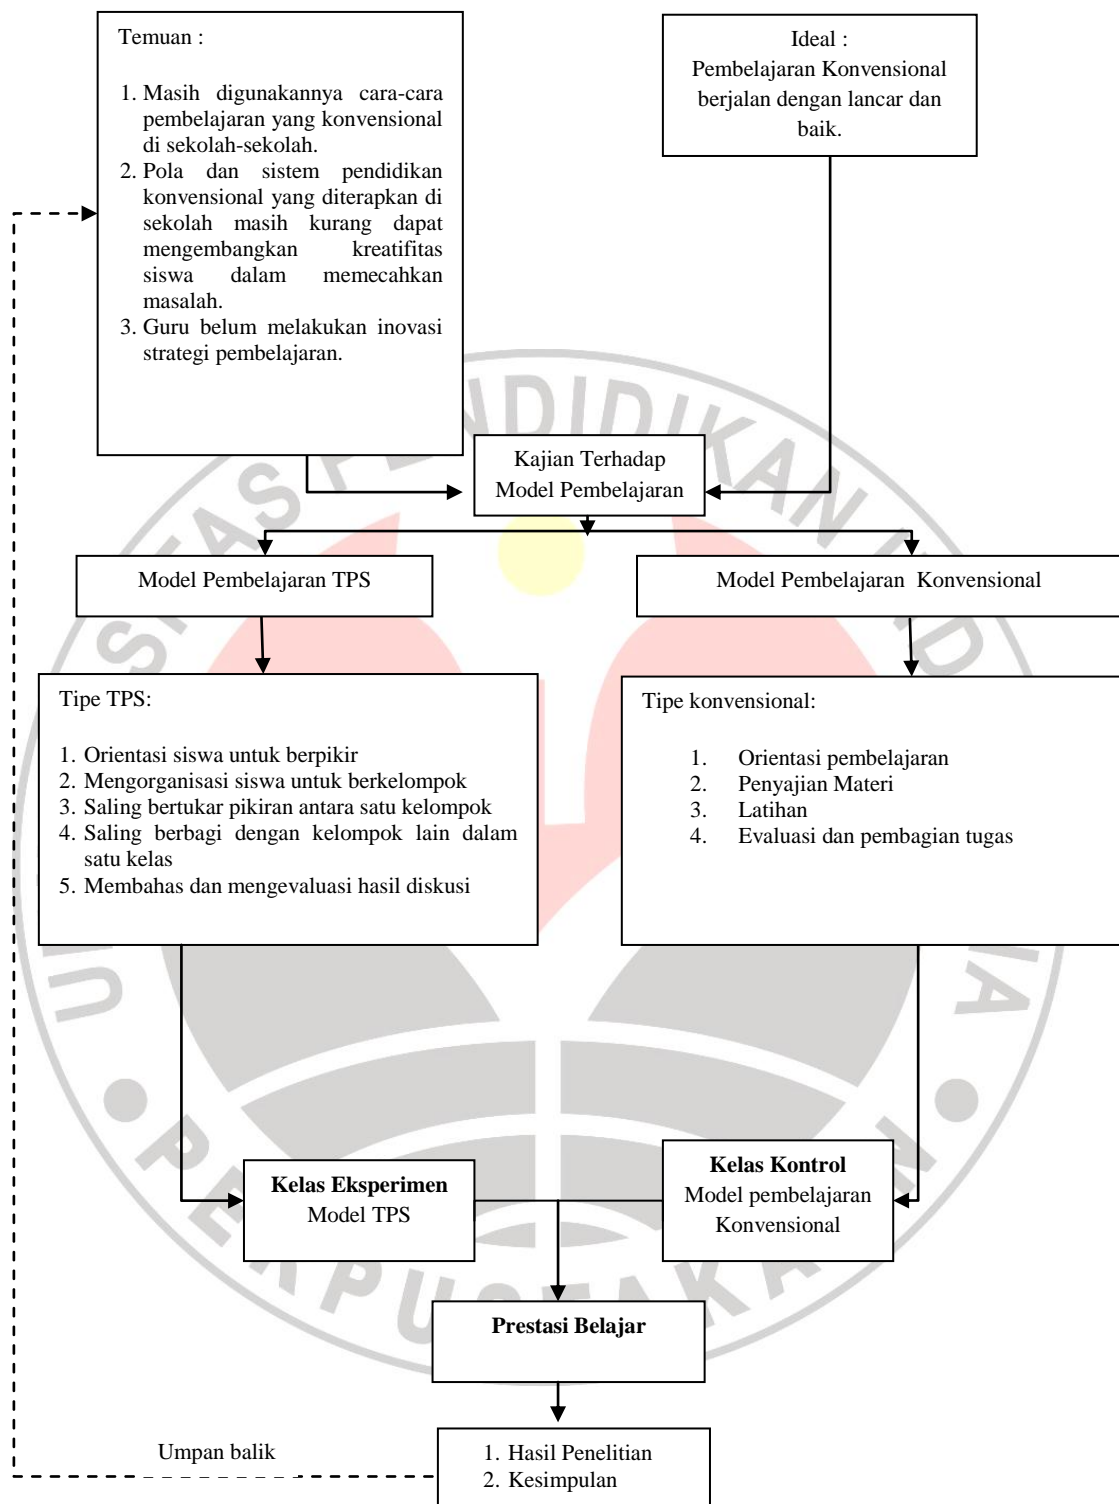 Temuan :
1. Masih digunakannya cara-cara
pembelajaran yang konvensional
di sekolah-sekolah.
2. Pola dan sistem pendidikan
konvensional yang diterapkan di
sekolah masih kurang dapat
mengembangkan kreatifitas
siswa dalam memecahkan
masalah.
3. Guru belum melakukan inovasi
strategi pembelajaran.
Ideal :
Pembelajaran Konvensional
berjalan dengan lancar dan
baik.
Kajian Terhadap
Model Pembelajaran
Model Pembelajaran TPS
Model Pembelajaran Konvensional
Tipe TPS:
1. Orientasi siswa untuk berpikir
2. Mengorganisasi siswa untuk berkelompok
3. Saling bertukar pikiran antara satu kelompok
4. Saling berbagi dengan kelompok lain dalam
satu kelas
5. Membahas dan mengevaluasi hasil diskusi
Tipe konvensional:
1. Orientasi pembelajaran
2. Penyajian Materi
3. Latihan
4. Evaluasi dan pembagian tugas
Kelas Eksperimen
Model TPS
Kelas Kontrol
Model pembelajaran
Konvensional
Prestasi Belajar
Umpan balik
1. Hasil Penelitian
2. Kesimpulan